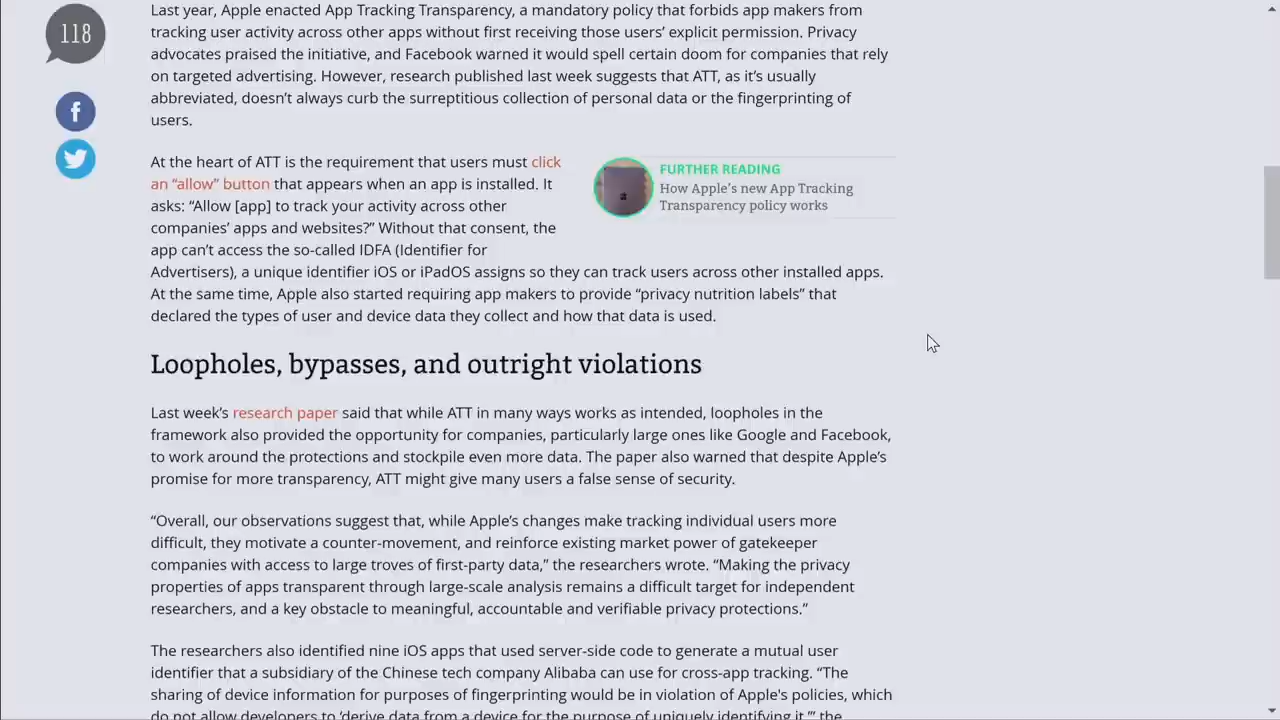 118
Last year, Apple enacted App Tracking Transparency, a mandatory policy that forbids app makers from
tracking user activity across other apps without first receiving those users’ explicit permission. Privacy
advocates praised the initiative, and Facebook warned it would spell certain doom for companies that rely
on targeted advertising. However, research published last week suggests that ATT, as it’s usually
abbreviated, doesn’t always curb the surreptitious collection of personal data or the fingerprinting of
users.
At the heart of ATT is the requirement that users must click
an “allow” button that appears when an app is installed. It
asks: “Allow [app] to track your activity across other
companies’ apps and websites?” Without that consent, the
app can’t access the so-called IDFA (Identifier for
Advertisers), a unique identifier iOS or iPadOS assigns so they can track users across other installed apps.
At the same time, Apple also started requiring app makers to provide “privacy nutrition labels” that
declared the types of user and device data they collect and how that data is used.
FURTHER READING
How Apple’s new App Tracking
Transparency policy works
Loopholes, bypasses, and outright violations
Last week’s research paper said that while ATT in many ways works as intended, loopholes in the
framework also provided the opportunity for companies, particularly large ones like Google and Facebook,
to work around the protections and stockpile even more data. The paper also warned that despite Apple’s
promise for more transparency, ATT might give many users a false sense of security.
“Overall, our observations suggest that, while Apple’s changes make tracking individual users more
difficult, they motivate a counter-movement, and reinforce existing market power of gatekeeper
companies with access to large troves of first-party data,” the researchers wrote. “Making the privacy
properties of apps transparent through large-scale analysis remains a difficult target for independent
researchers, and a key obstacle to meaningful, accountable and verifiable privacy protections.”
The researchers also identified nine iOS apps that used server-side code to generate a mutual user
identifier that a subsidiary of the Chinese tech company Alibaba can use for cross-app tracking. “The
sharing of device information for purposes of fingerprinting would be in violation of Apple's policies, which
do not allow developers to ‘derive data from a device for the purpose of uniquely identifying it,’” the